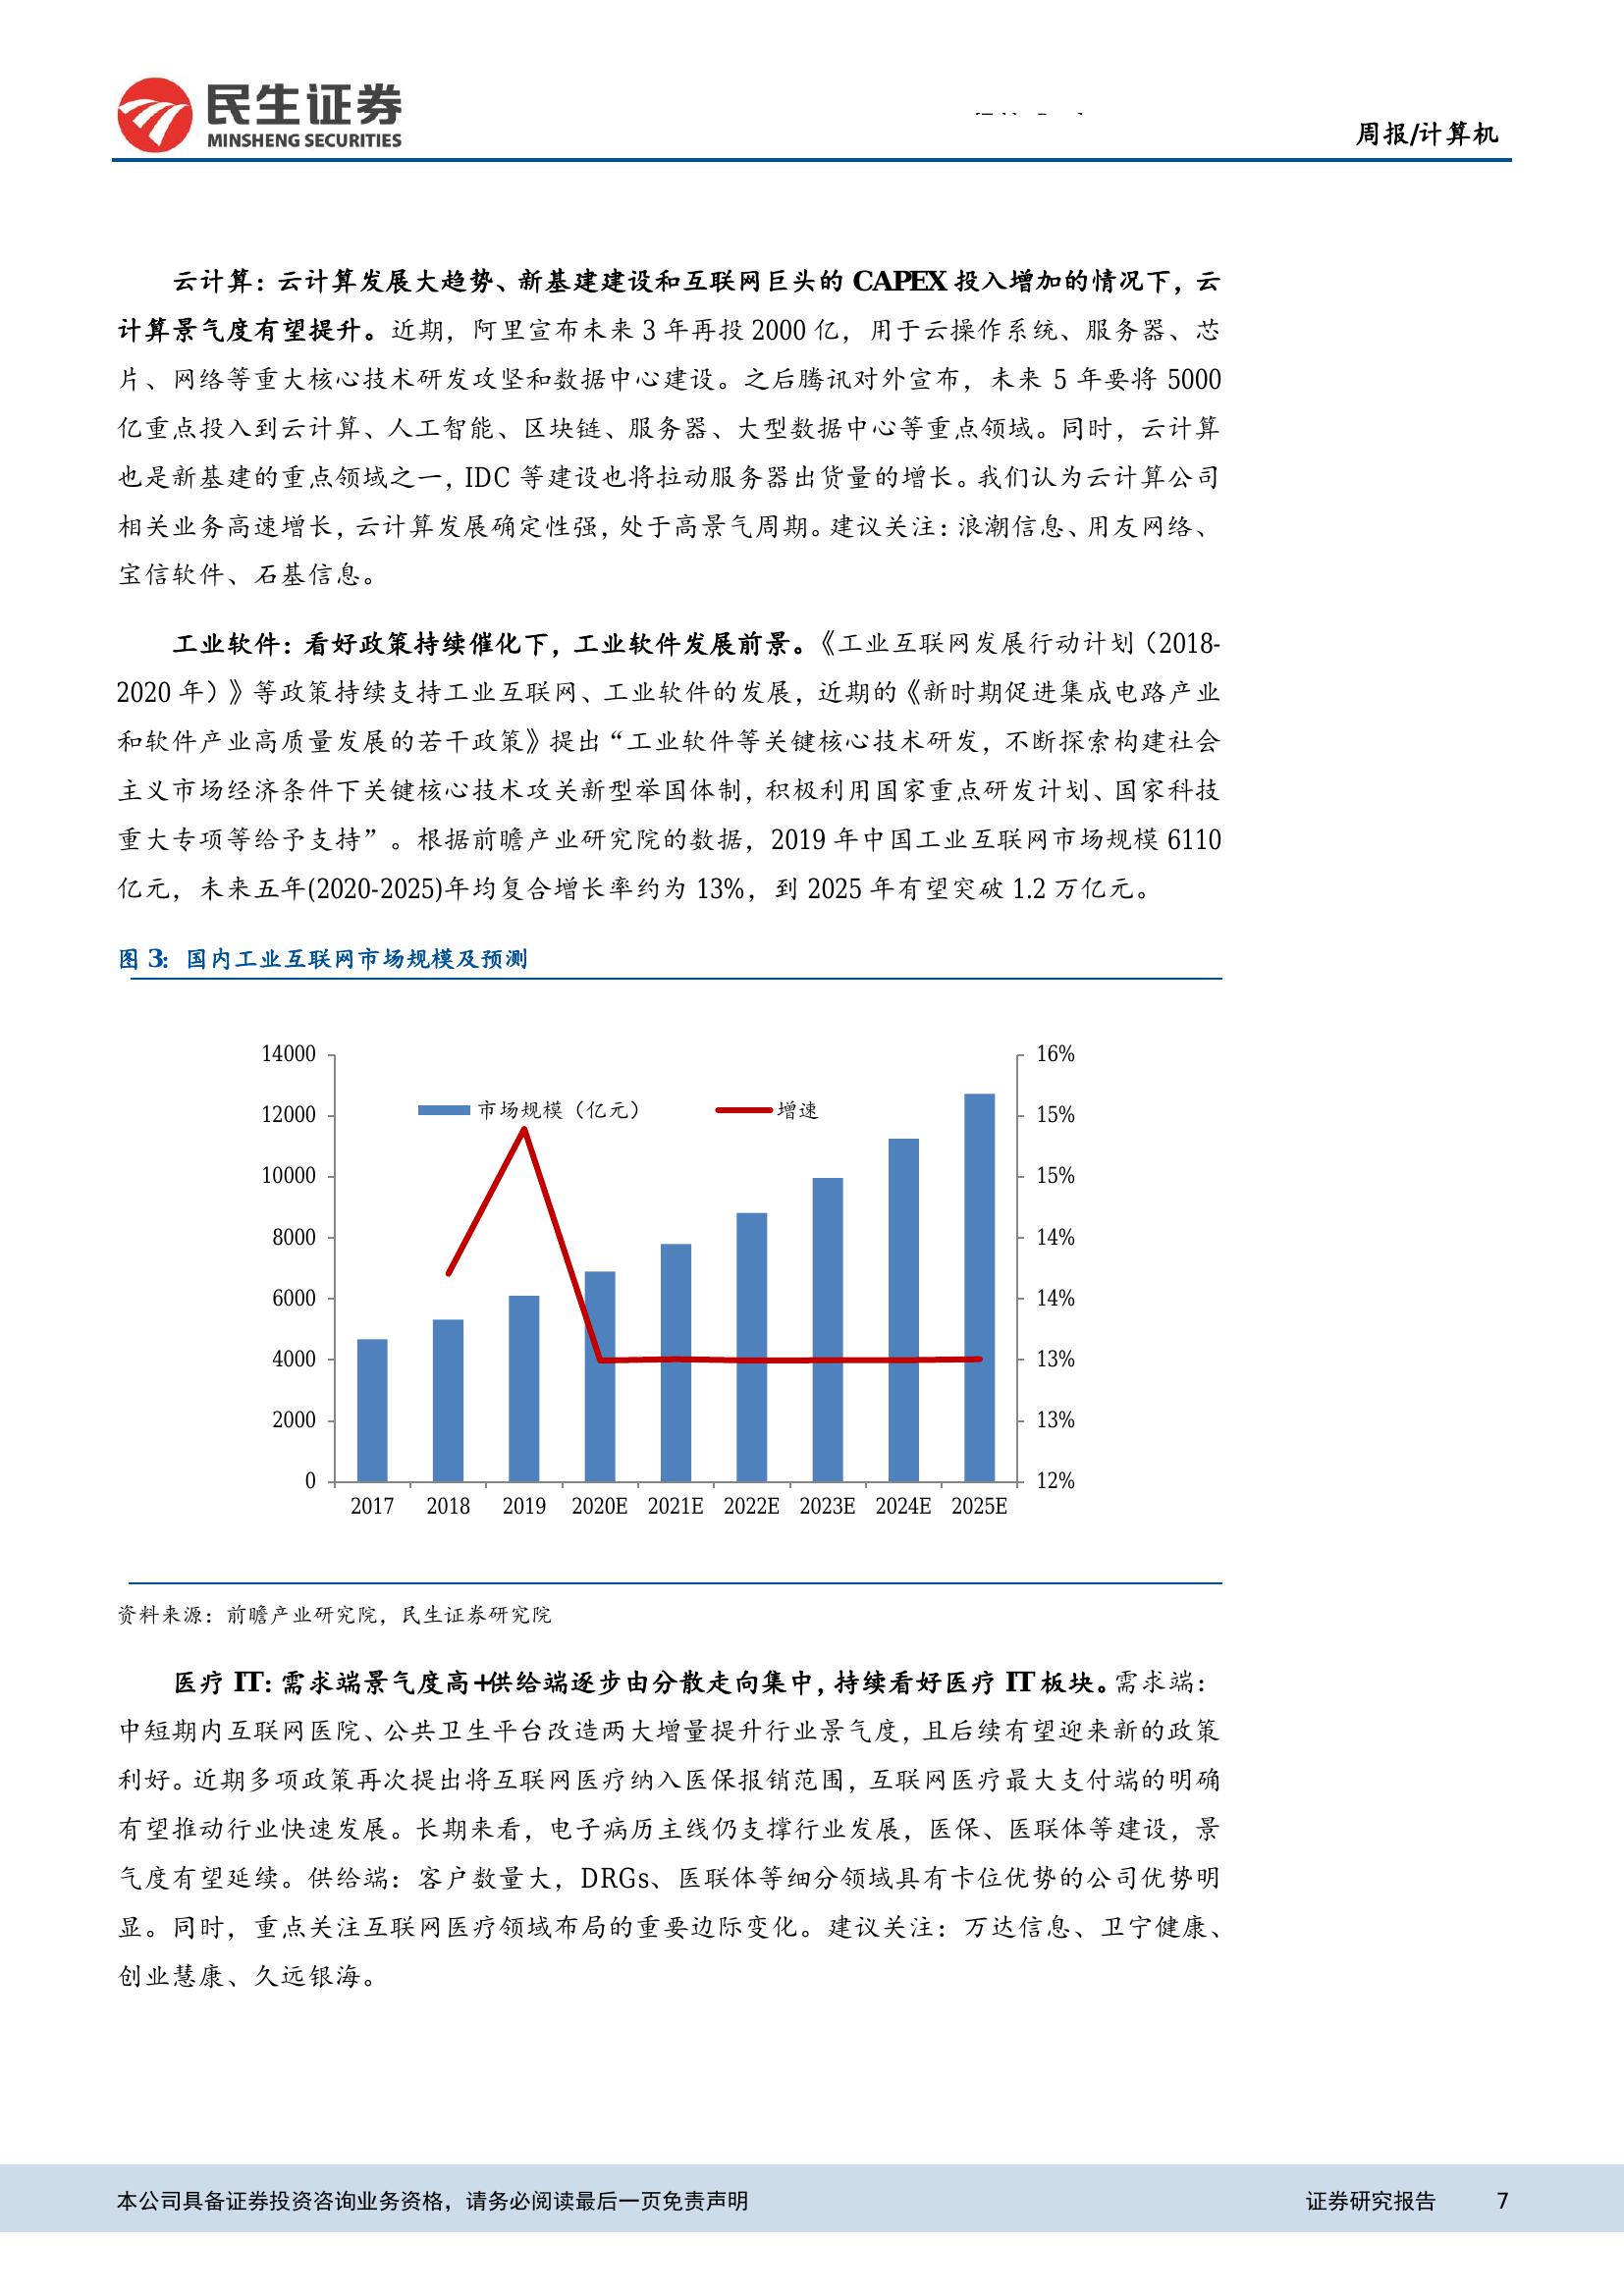 民生证券
MINSHENG SECURITIES
周报/计算机
云计算：云计算发展大趋势、新基建建设和互联网巨头的 CAPEX 投入增加的情况下，云
计算景气度有望提升。近期，阿里宣布未来 3 年再投 2000 亿，用于云操作系统、服务器、芯
片、网络等重大核心技术研发攻坚和数据中心建设。之后腾讯对外宣布，未来 5 年要将 5000
亿重点投入到云计算、人工智能、区块链、服务器、大型数据中心等重点领域。同时，云计算
也是新基建的重点领域之一，IDC 等建设也将拉动服务器出货量的增长。我们认为云计算公司
相关业务高速增长，云计算发展确定性强，处于高景气周期。建议关注：浪潮信息、用友网络、
宝信软件、石基信息。
工业软件：看好政策持续催化下，工业软件发展前景。《工业互联网发展行动计划（2018-
2020 年）》等政策持续支持工业互联网、工业软件的发展，近期的《新时期促进集成电路产业
和软件产业高质量发展的若干政策》提出“工业软件等关键核心技术研发，不断探索构建社会
主义市场经济条件下关键核心技术攻关新型举国体制，积极利用国家重点研发计划、国家科技
重大专项等给予支持”。根据前瞻产业研究院的数据，2019 年中国工业互联网市场规模 6110
亿元，未来五年(2020-2025)年均复合增长率约为 13%，到 2025 年有望突破 1.2 万亿元。
图 3：国内工业互联网市场规模及预测
14000
12000
10000
8000
6000
4000
2000
0
市场规模（亿元） 增速
16%
15%
15%
14%
14%
13%
13%
12%
2017 2018 2019 2020E 2021E 2022E 2023E 2024E 2025E
资料来源：前瞻产业研究院，民生证券研究院
医疗 IT：需求端景气度高+供给端逐步由分散走向集中，持续看好医疗 IT 板块。需求端：
中短期内互联网医院、公共卫生平台改造两大增量提升行业景气度，且后续有望迎来新的政策
利好。近期多项政策再次提出将互联网医疗纳入医保报销范围，互联网医疗最大支付端的明确
有望推动行业快速发展。长期来看，电子病历主线仍支撑行业发展，医保、医联体等建设，景
气度有望延续。供给端：客户数量大，DRGs、医联体等细分领域具有卡位优势的公司优势明
显。同时，重点关注互联网医疗领域布局的重要边际变化。建议关注：万达信息、卫宁健康、
创业慧康、久远银海。
本公司具备证券投资咨询业务资格，请务必阅读最后一页免责声明 证券研究报告 7